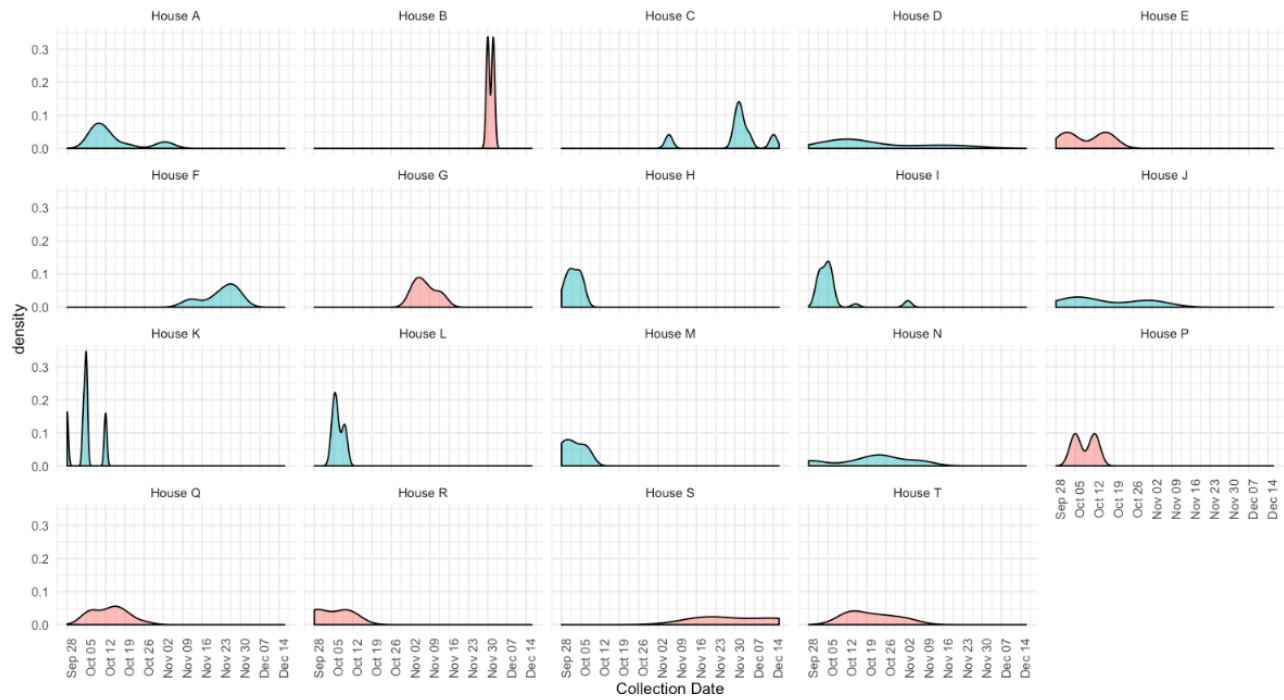 House A
House B
House C
House D
House E
0.3
0.2
0.1
0.0
House F
House G
House H
House I
House J
0.3
0.2
0.1
0.0
density
House K
House L
House M
House N
House P
0.3
0.2
0.1
0.0
Sep 28
Oct 05
Oct 12
Oct 19
Oct 26
Nov 02
Nov 09
Nov 16
Nov 23
Nov 30
Dec 07
Dec 14
House Q
House R
House S
House T
0.3
0.2
0.1
0.0
Sep 28
Oct 05
Oct 12
Oct 19
Oct 26
Nov 02
Nov 09
Nov 16
Nov 23
Nov 30
Dec 07
Dec 14
Sep 28
Oct 05
Oct 12
Oct 19
Oct 26
Nov 02
Nov 09
Nov 16
Nov 23
Nov 30
Dec 07
Dec 14
Sep 28
Oct 05
Oct 12
Oct 19
Oct 26
Nov 02
Nov 09
Nov 16
Nov 23
Nov 30
Dec 07
Dec 14
Sep 28
Oct 05
Oct 12
Oct 19
Oct 26
Nov 02
Nov 09
Nov 16
Nov 23
Nov 30
Dec 07
Dec 14
Collection Date